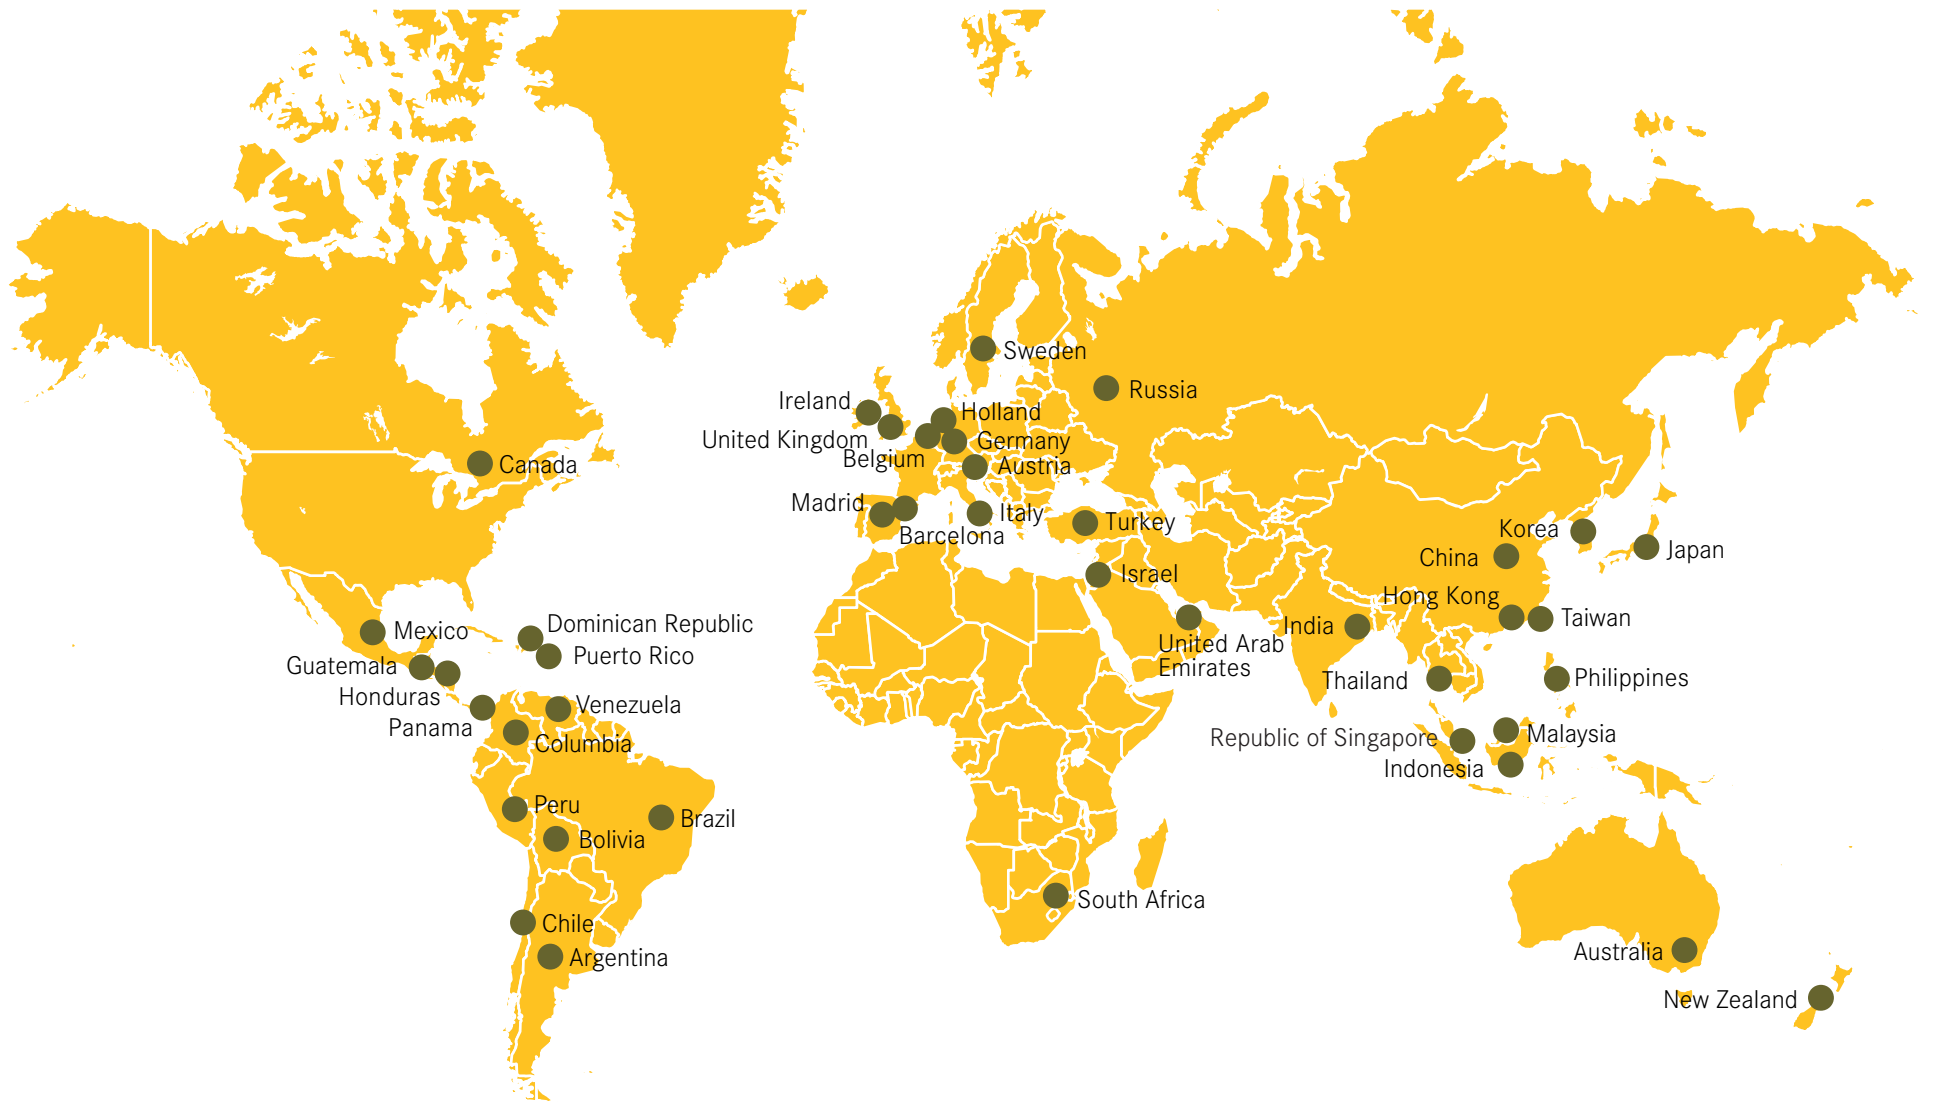 Sweden
Russia
Ireland
Holland
United Kingdom
Germany
Belgium
Austria
Canada
Madrid
Italy
Barcelona
Turkey
Korea
Japan
China
Israel
Hong Kong
Taiwan
Dominican Republic
Mexico
India
United Arab
Emirates
Puerto Rico
Guatemala
Thailand
Philippines
Honduras
Venezuela
Panama
Columbia
Republic of Singapore
Malaysia
Indonesia
Peru
Brazil
Bolivia
South Africa
Chile
Argentina
Australia
New Zealand